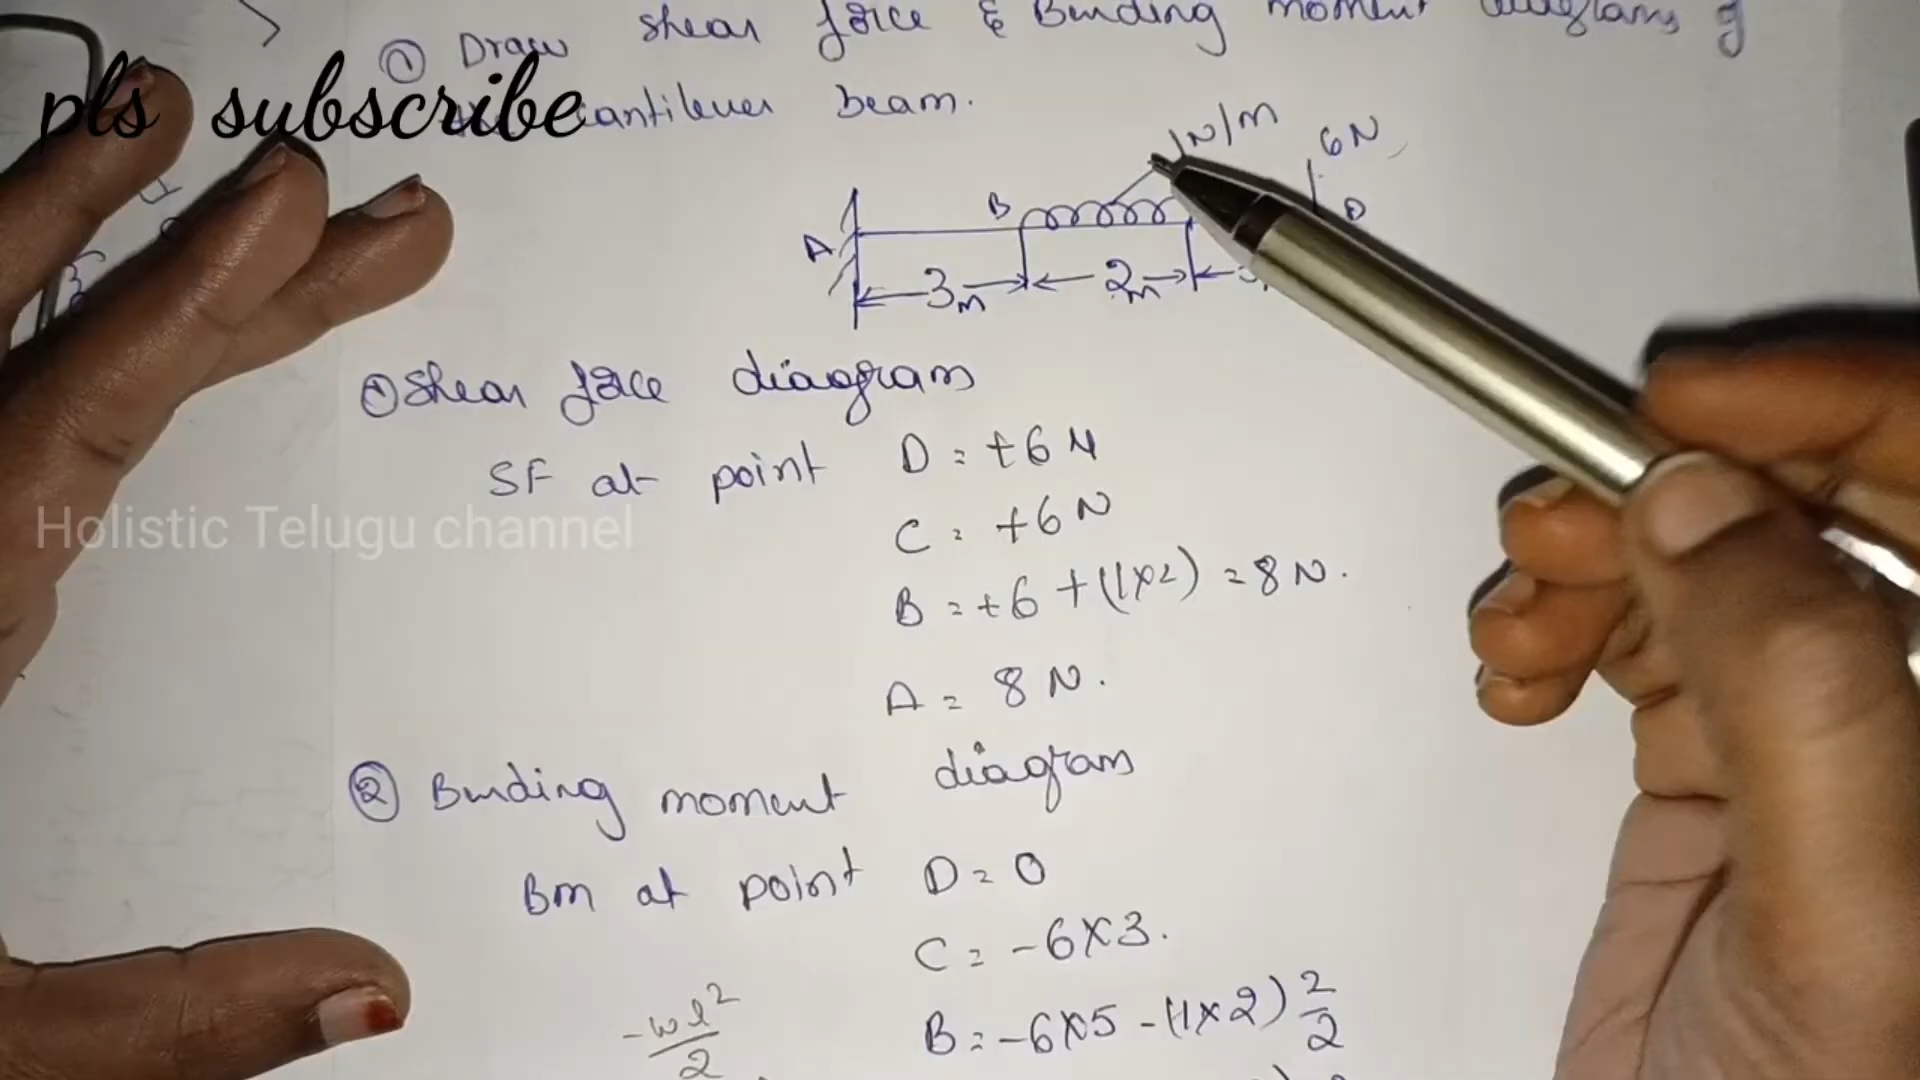 ① Draw shear force & Bending moment diagrams of
cantilever beam.
pls subscribe
1N/m
6N
A
B
D
3m
2m
① Shear force diagram
SF at point D = +6N
Holistic Telugu channel
C = +6N
B = +6 + (1×2) = 8N.
A = 8N.
② Bending moment diagram
Bm at point D = 0
C = -6×3.
B = -6×5 - (1×2) 2/2
-wl²/2